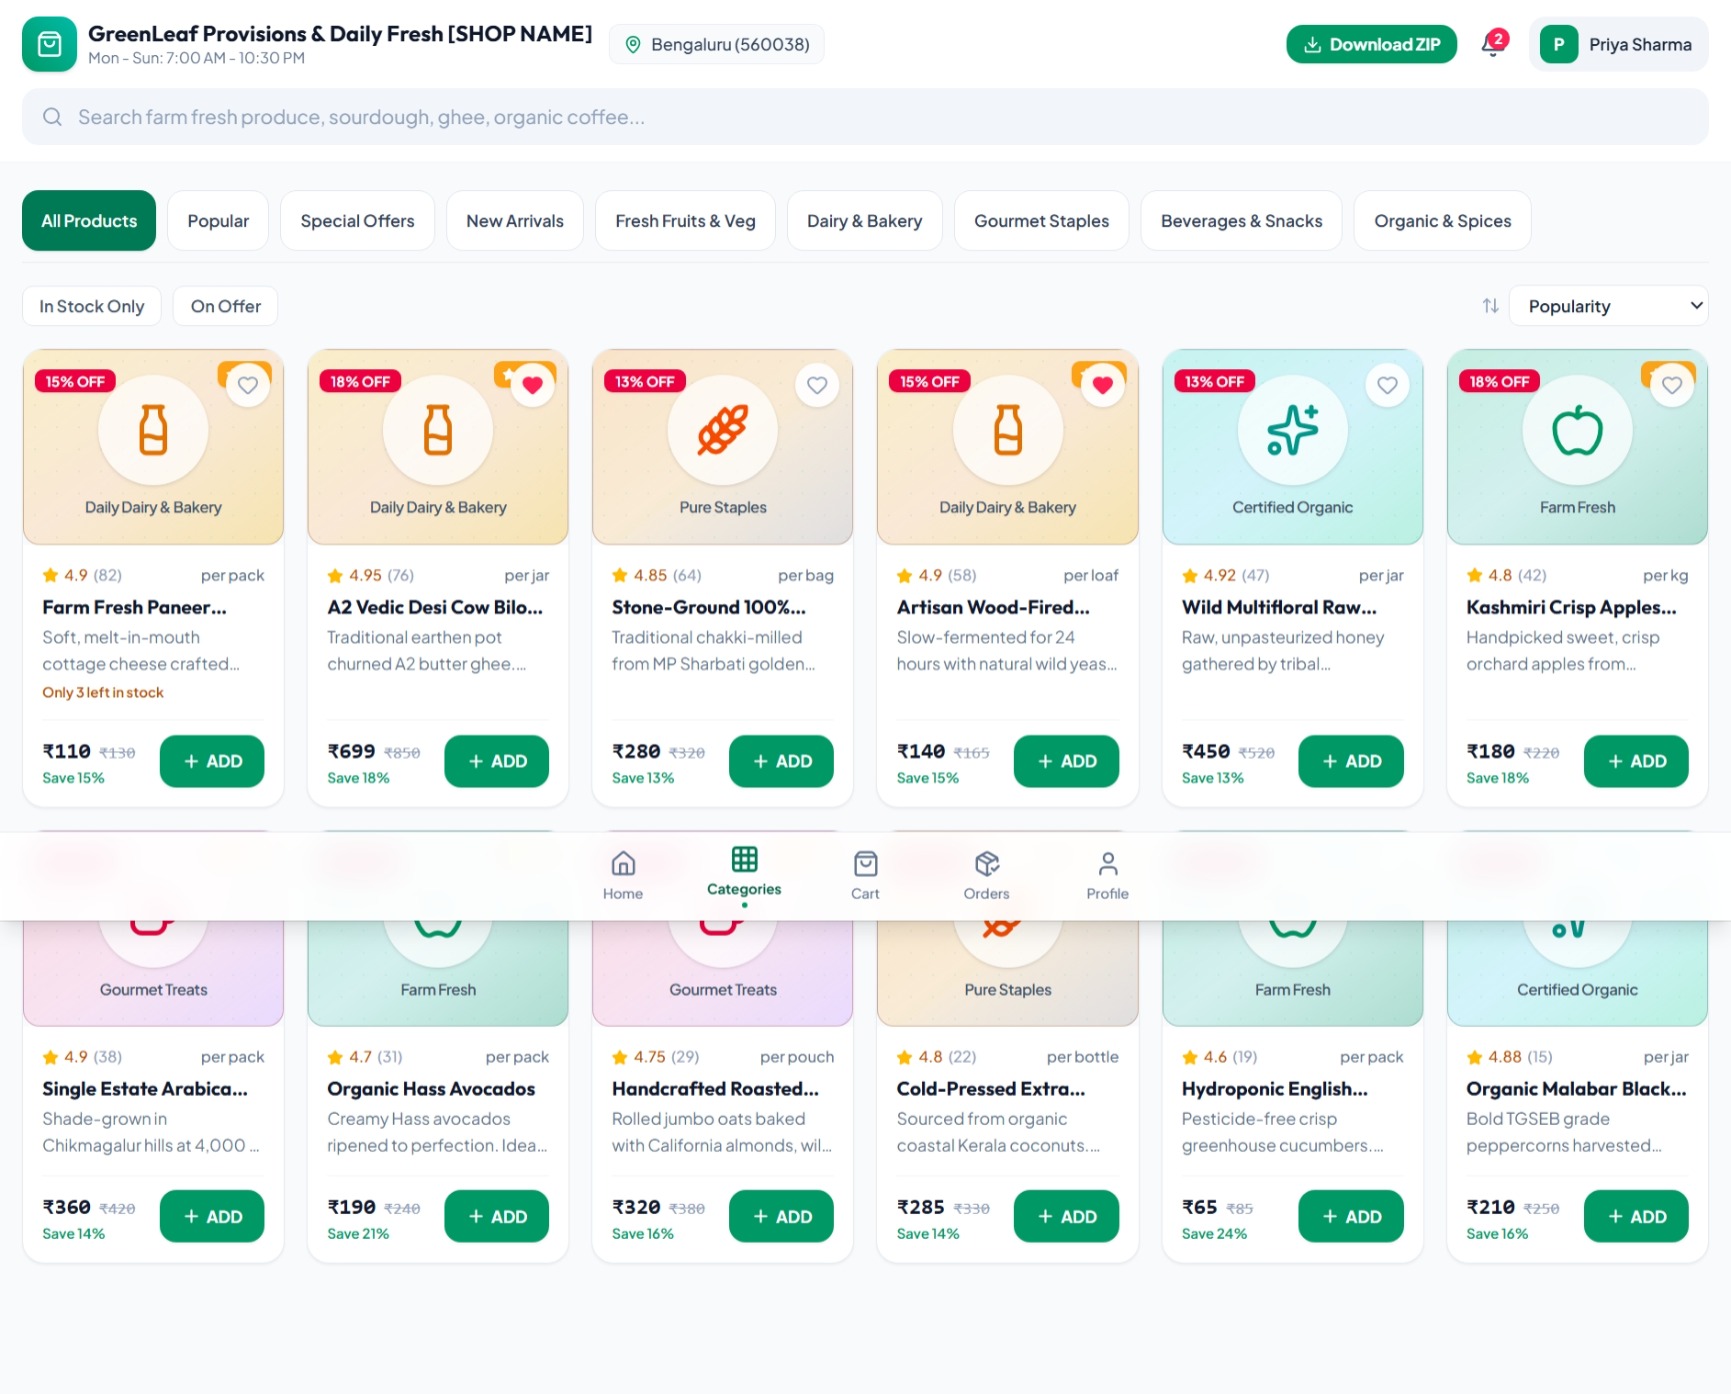 GreenLeaf Provisions & Daily Fresh [SHOP NAME]
Mon - Sun: 7:00 AM - 10:30 PM
Bengaluru (560038)
Download ZIP
2
P
Priya Sharma
Search farm fresh produce, sourdough, ghee, organic coffee...
All Products
Popular
Special Offers
New Arrivals
Fresh Fruits & Veg
Dairy & Bakery
Gourmet Staples
Beverages & Snacks
Organic & Spices
In Stock Only
On Offer
Popularity
15% OFF
Daily Dairy & Bakery
4.9 (82)
per pack
Farm Fresh Paneer...
Soft, melt-in-mouth
cottage cheese crafted...
Only 3 left in stock
₹110 ₹130
Save 15%
+ ADD
18% OFF
Daily Dairy & Bakery
4.95 (76)
per jar
A2 Vedic Desi Cow Bilo...
Traditional earthen pot
churned A2 butter ghee....
₹699 ₹850
Save 18%
+ ADD
13% OFF
Pure Staples
4.85 (64)
per bag
Stone-Ground 100%...
Traditional chakki-milled
from MP Sharbati golden...
₹280 ₹320
Save 13%
+ ADD
15% OFF
Daily Dairy & Bakery
4.9 (58)
per loaf
Artisan Wood-Fired...
Slow-fermented for 24
hours with natural wild yeas...
₹140 ₹165
Save 15%
+ ADD
13% OFF
Certified Organic
4.92 (47)
per jar
Wild Multifloral Raw...
Raw, unpasteurized honey
gathered by tribal...
₹450 ₹520
Save 13%
+ ADD
18% OFF
Farm Fresh
4.8 (42)
per kg
Kashmiri Crisp Apples...
Handpicked sweet, crisp
orchard apples from...
₹180 ₹220
Save 18%
+ ADD
Home
Categories
Cart
Orders
Profile
Gourmet Treats
4.9 (38)
per pack
Single Estate Arabica...
Shade-grown in
Chikmagalur hills at 4,000 ...
₹360 ₹420
Save 14%
+ ADD
Farm Fresh
4.7 (31)
per pack
Organic Hass Avocados
Creamy Hass avocados
ripened to perfection. Idea...
₹190 ₹240
Save 21%
+ ADD
Gourmet Treats
4.75 (29)
per pouch
Handcrafted Roasted...
Rolled jumbo oats baked
with California almonds, wil...
₹320 ₹380
Save 16%
+ ADD
Pure Staples
4.8 (22)
per bottle
Cold-Pressed Extra...
Sourced from organic
coastal Kerala coconuts....
₹285 ₹330
Save 14%
+ ADD
Farm Fresh
4.6 (19)
per pack
Hydroponic English...
Pesticide-free crisp
greenhouse cucumbers....
₹65 ₹85
Save 24%
+ ADD
Certified Organic
4.88 (15)
per jar
Organic Malabar Black...
Bold TGSEB grade
peppercorns harvested...
₹210 ₹250
Save 16%
+ ADD